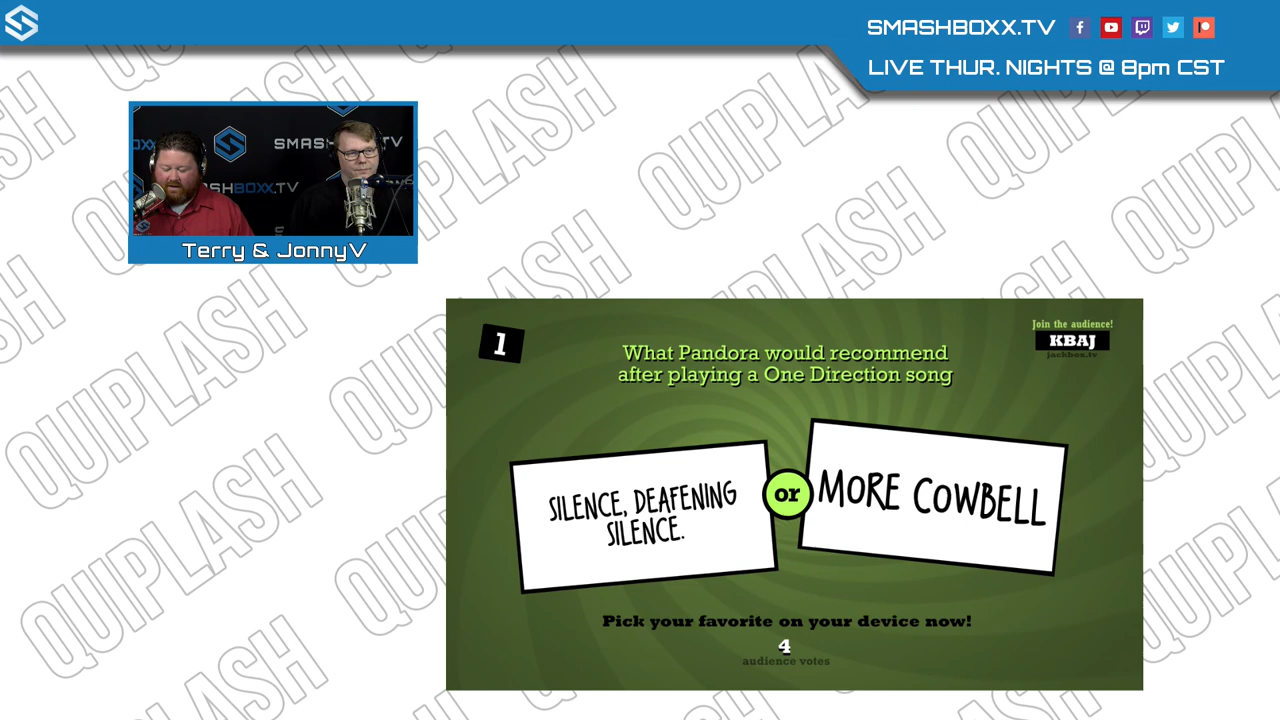 SMASHBOXX.TV
LIVE THUR. NIGHTS @ 8pm CST
SMASHBOXX.TV
Terry & JonnyV
QUIPLASH
1
What Pandora would recommend
after playing a One Direction song
Join the audience!
KBAJ
jackbox.tv
SILENCE, DEAFENING
SILENCE.
or
MORE COWBELL
Pick your favorite on your device now!
4
audience votes